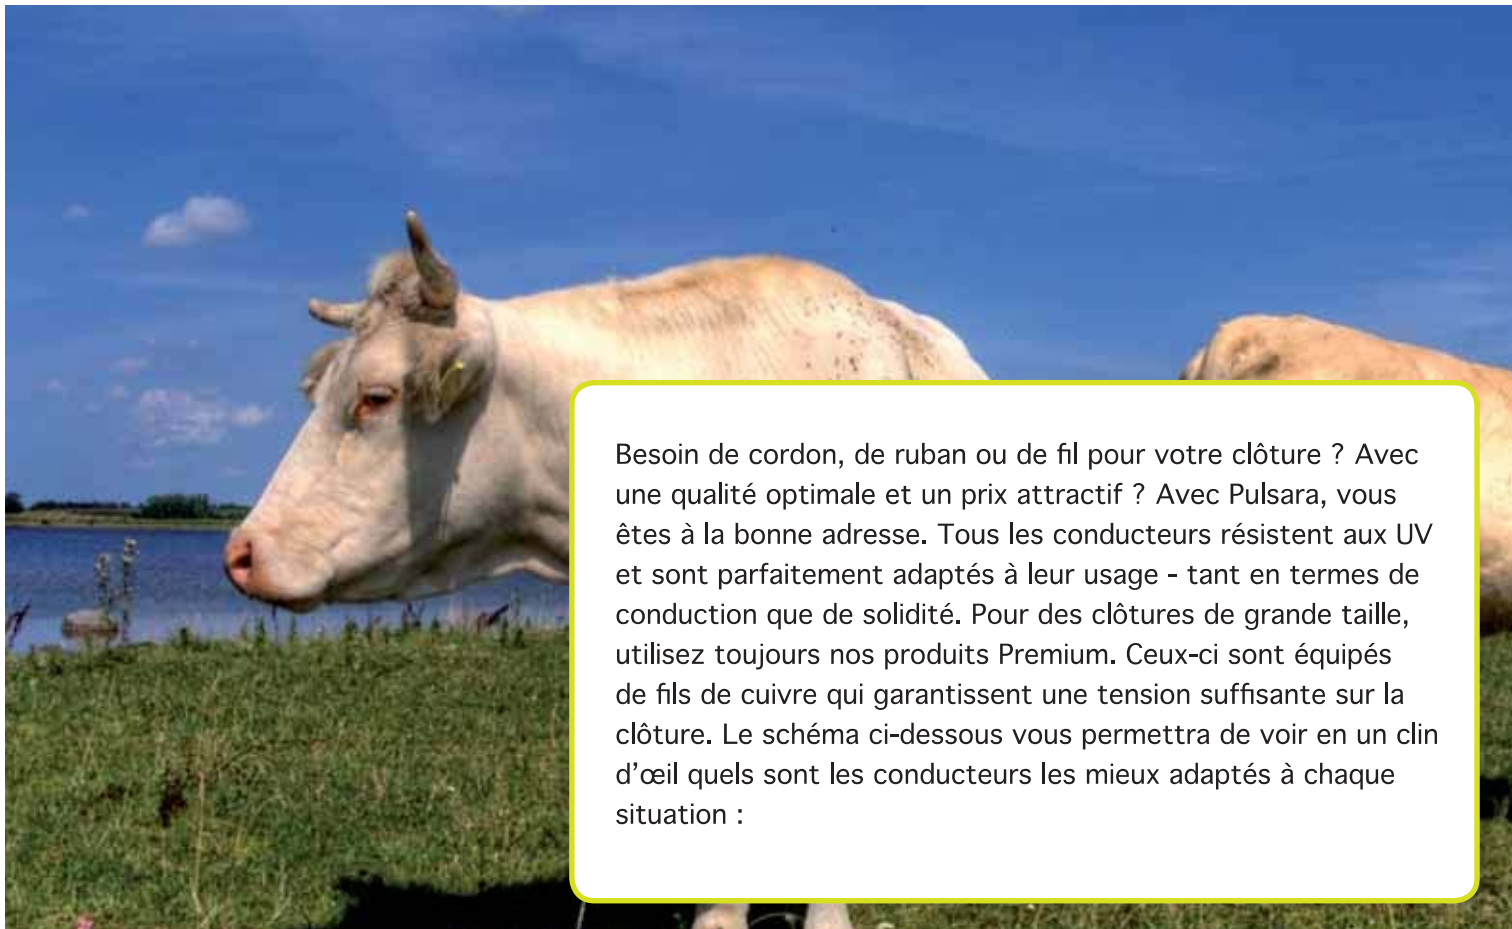 Besoin de cordon, de ruban ou de fil pour votre clôture ? Avec
une qualité optimale et un prix attractif ? Avec Pulsara, vous
êtes à la bonne adresse. Tous les conducteurs résistent aux UV
et sont parfaitement adaptés à leur usage - tant en termes de
conduction que de solidité. Pour des clôtures de grande taille,
utilisez toujours nos produits Premium. Ceux-ci sont équipés
de fils de cuivre qui garantissent une tension suffisante sur la
clôture. Le schéma ci-dessous vous permettra de voir en un clin
d’œil quels sont les conducteurs les mieux adaptés à chaque
situation :